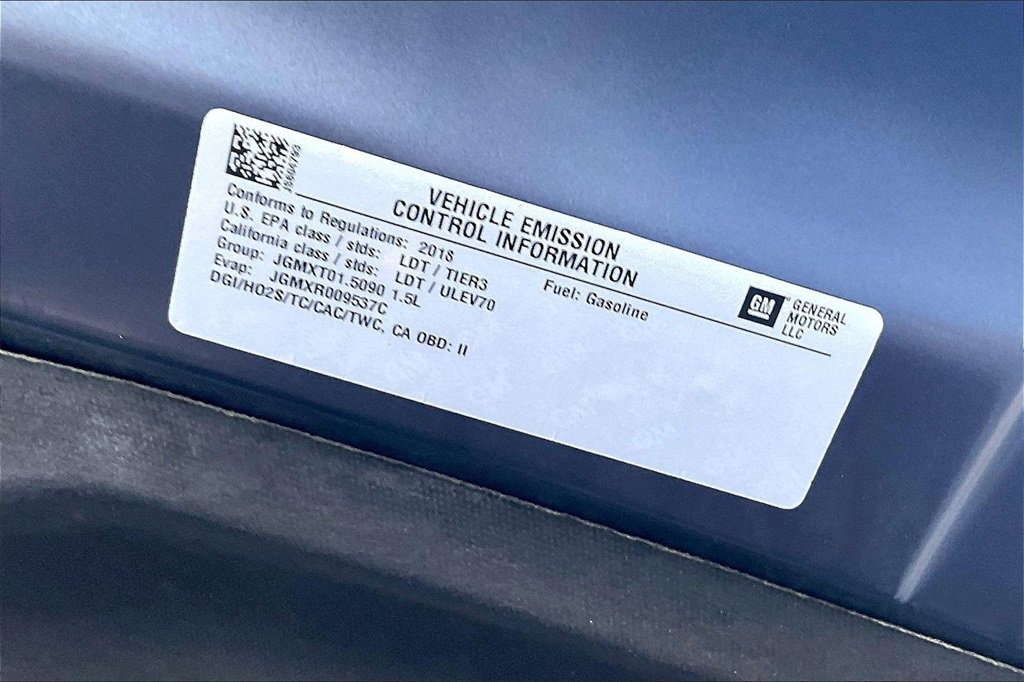 J5604793
VEHICLE EMISSION
CONTROL INFORMATION
Conforms to Regulations: 2018
U.S. EPA class / stds: LDT / TIER3
California class / stds: LDT / ULEV70
Group: JGMXT01.5090 1.5L
Evap: JGMXR009537C
DGI/HO2S/TC/CAC/TWC, CA OBD: II
Fuel: Gasoline
GM
GENERAL
MOTORS
LLC